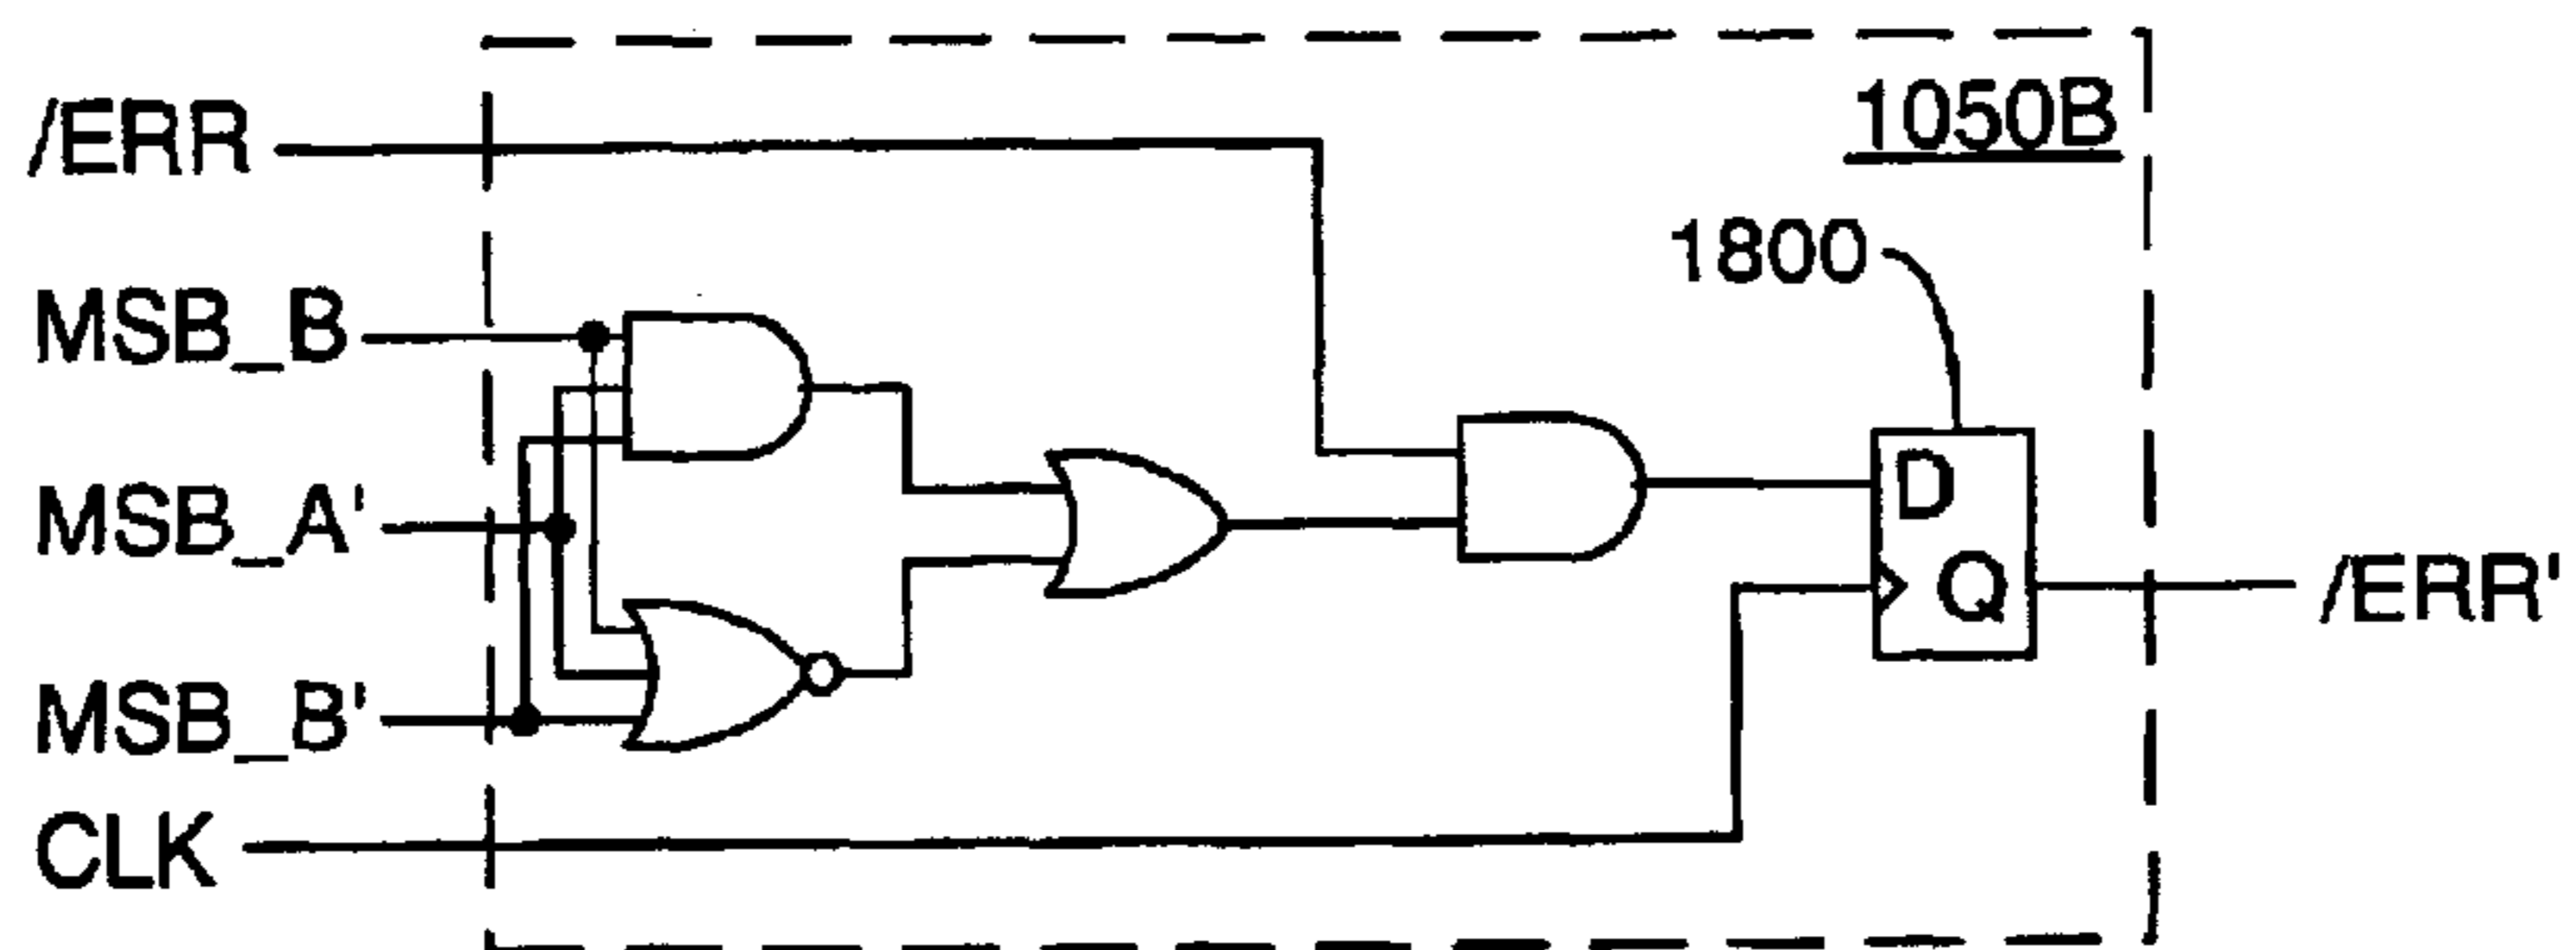 /ERR
1050B
1800
MSB_B
MSB_A'
MSB_B'
CLK
D
Q
/ERR'